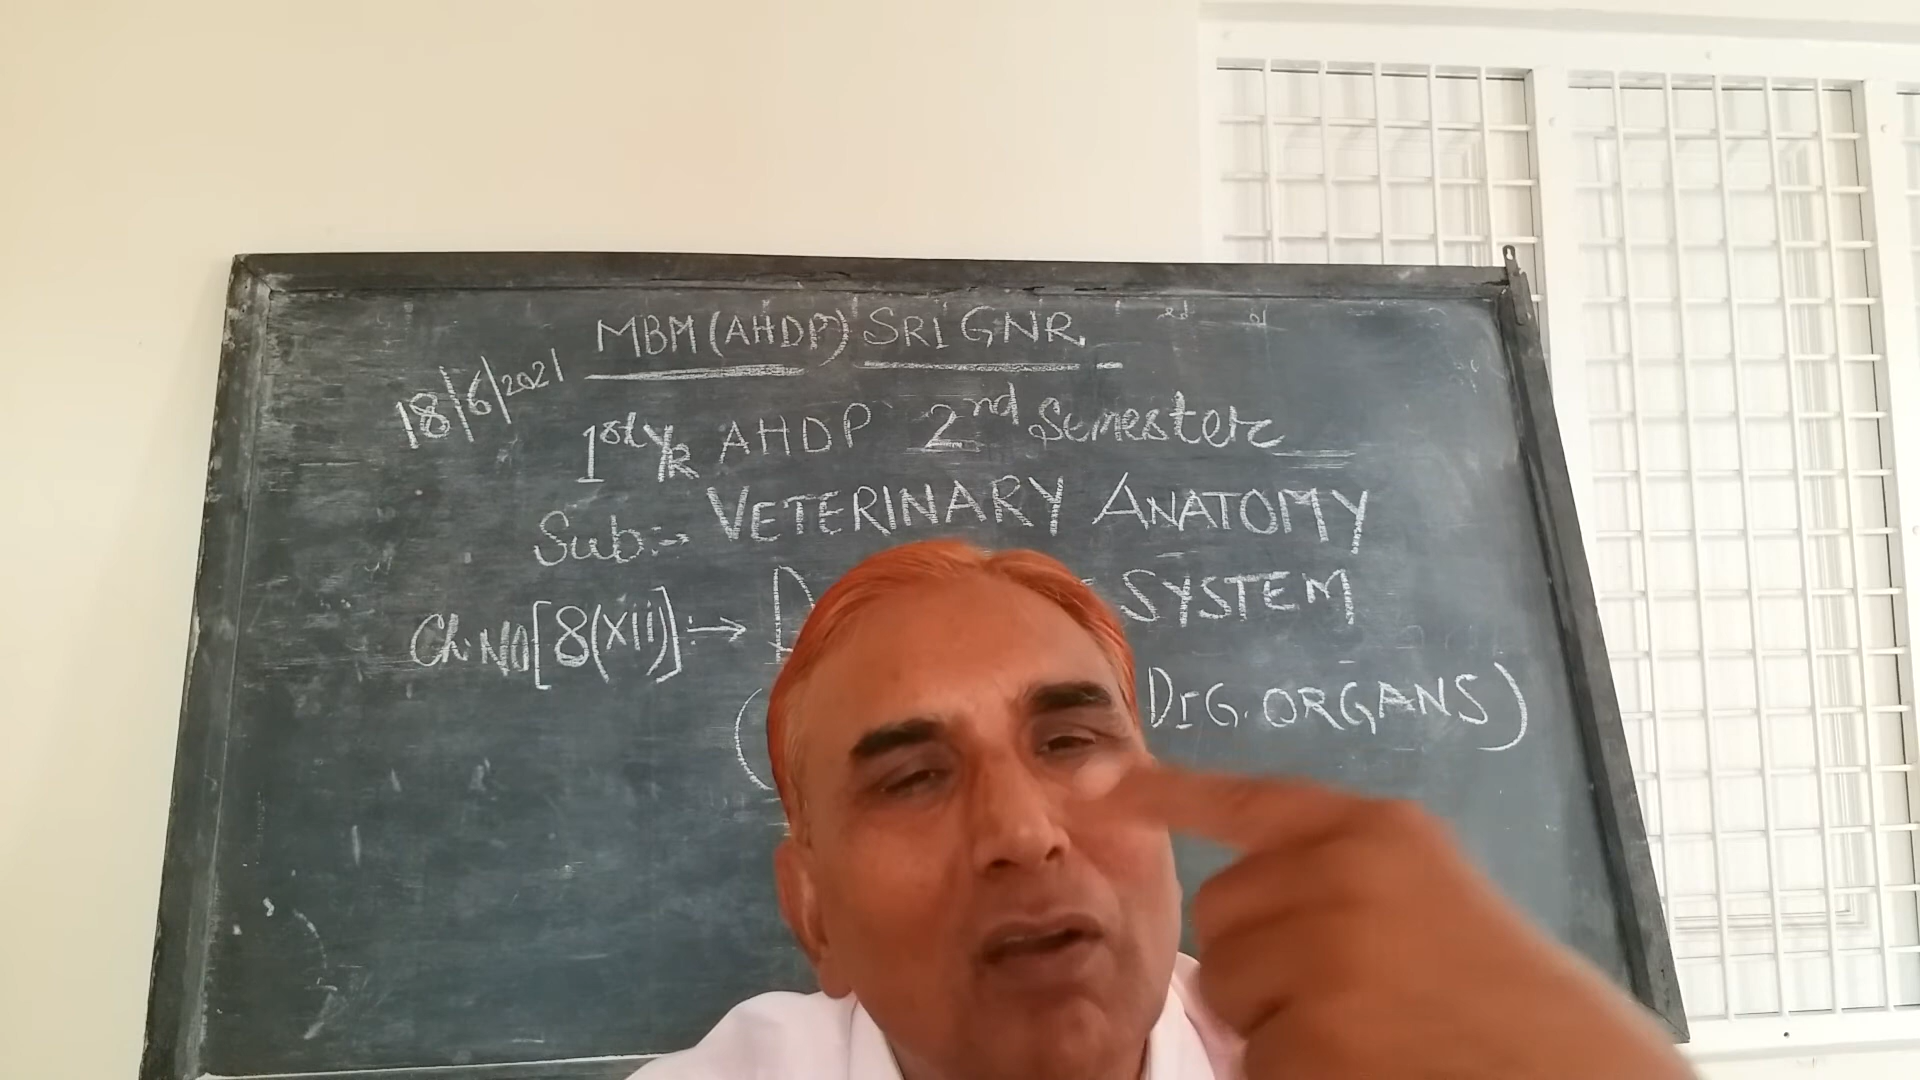 MBM (AHDP) SRI GNR.
18/6/2021
1st YR AHDP 2nd Semester
Sub:- VETERINARY ANATOMY
Ch. NO [8(xii)]:→ SYSTEM
( DIG. ORGANS)